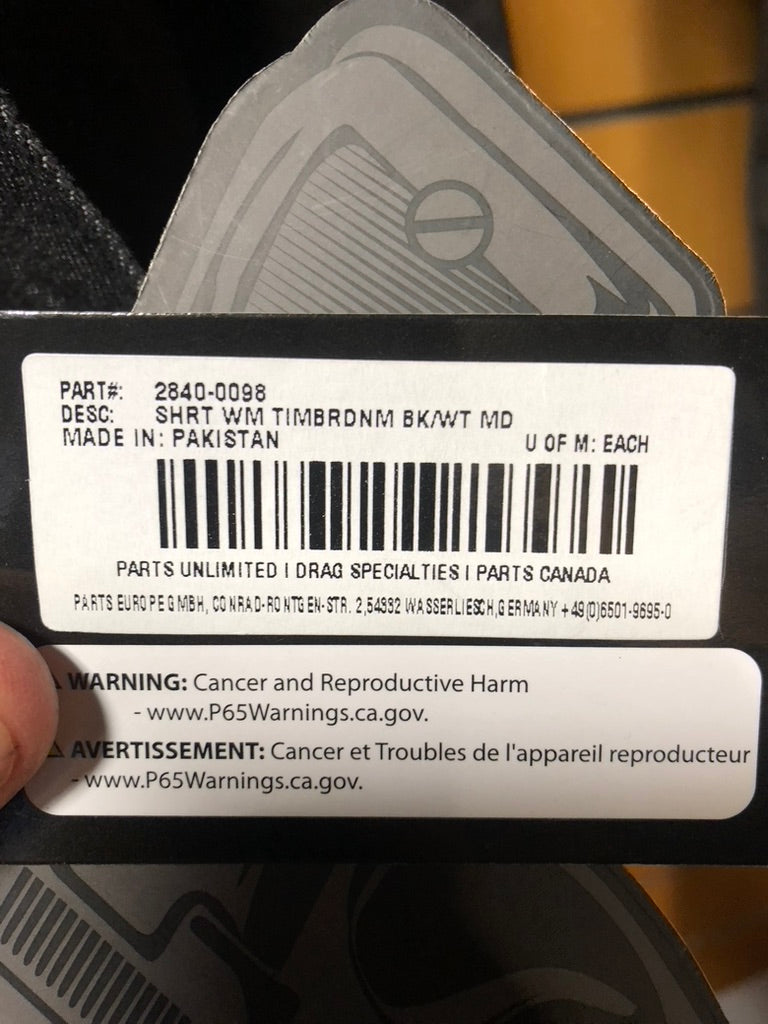 PART#: 2840-0098
DESC: SHRT WM TIMBRDNM BK/WT MD
MADE IN: PAKISTAN U OF M: EACH
PARTS UNLIMITED | DRAG SPECIALTIES | PARTS CANADA
PARTS EUROPE GMBH, CONRAD-RONTGEN-STR. 2,54332 WASSERLIESCH,GERMANY +49(0)6501-9695-0
⚠ WARNING: Cancer and Reproductive Harm
- www.P65Warnings.ca.gov.
⚠ AVERTISSEMENT: Cancer et Troubles de l'appareil reproducteur
- www.P65Warnings.ca.gov.